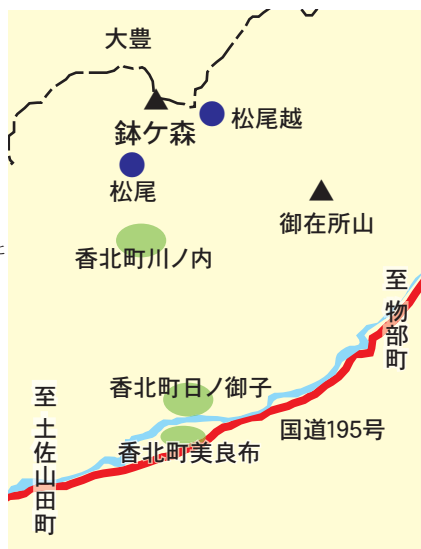 大豊
鉢ケ森
松尾越
松尾
御在所山
香北町川ノ内
至 物部町
香北町日ノ御子
至 土佐山田町
国道195号
香北町美良布